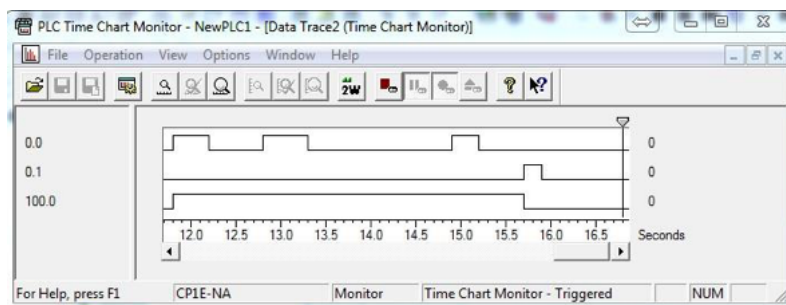 PLC Time Chart Monitor - NewPLC1 - [Data Trace2 (Time Chart Monitor)]
File Operation View Options Window Help
2W
0.0 0
0.1 0
100.0 0
12.0 12.5 13.0 13.5 14.0 14.5 15.0 15.5 16.0 16.5 Seconds
For Help, press F1 CP1E-NA Monitor Time Chart Monitor - Triggered NUM